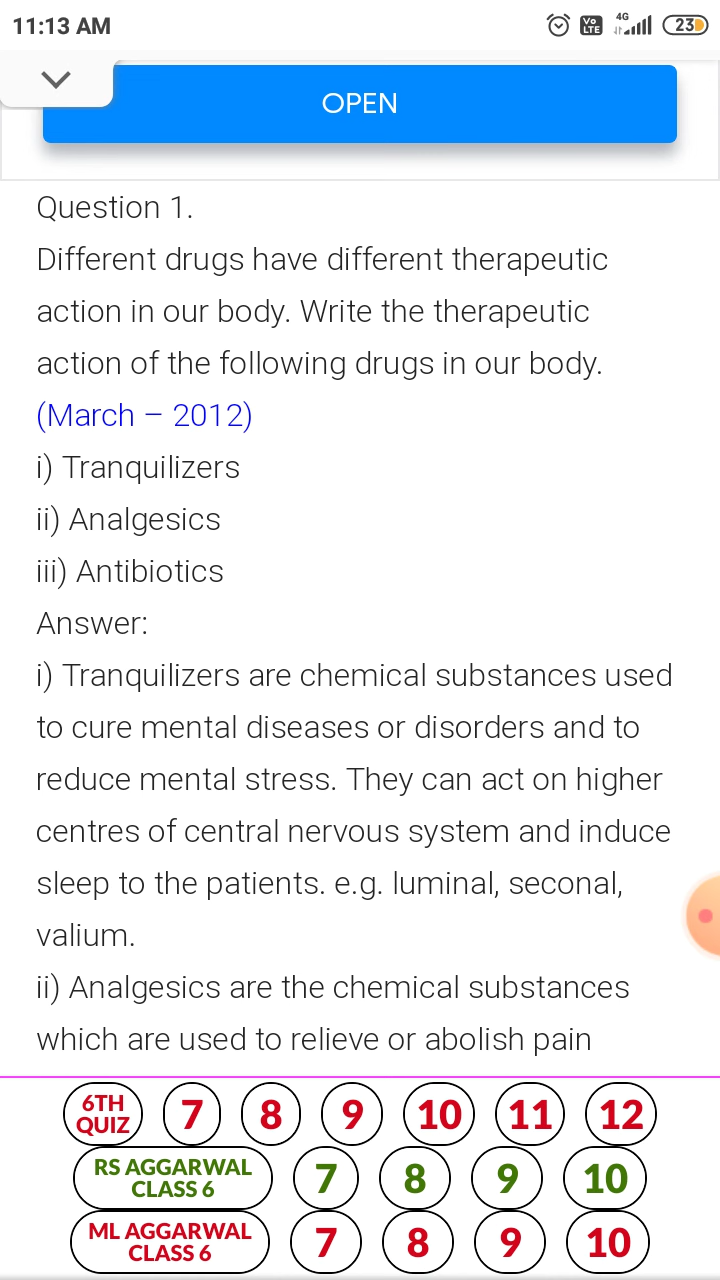 11:13 AM
Vo LTE 4G 23
OPEN
Question 1.
Different drugs have different therapeutic
action in our body. Write the therapeutic
action of the following drugs in our body.
(March – 2012)
i) Tranquilizers
ii) Analgesics
iii) Antibiotics
Answer:
i) Tranquilizers are chemical substances used
to cure mental diseases or disorders and to
reduce mental stress. They can act on higher
centres of central nervous system and induce
sleep to the patients. e.g. luminal, seconal,
valium.
ii) Analgesics are the chemical substances
which are used to relieve or abolish pain
6TH QUIZ 7 8 9 10 11 12
RS AGGARWAL CLASS 6 7 8 9 10
ML AGGARWAL CLASS 6 7 8 9 10